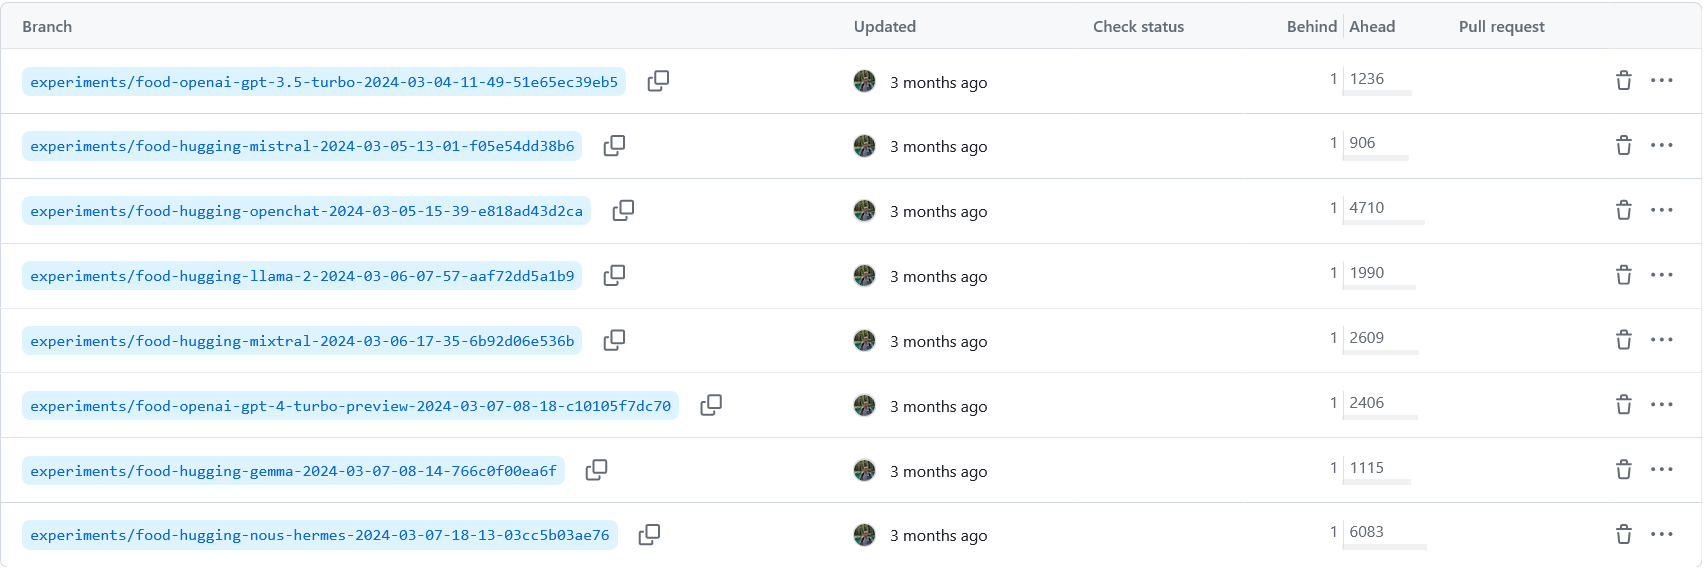 Branch Updated Check status Behind Ahead Pull request
experiments/food-openai-gpt-3.5-turbo-2024-03-04-11-49-51e65ec39eb5 3 months ago 1 1236
experiments/food-hugging-mistral-2024-03-05-13-01-f05e54dd38b6 3 months ago 1 906
experiments/food-hugging-openchat-2024-03-05-15-39-e818ad43d2ca 3 months ago 1 4710
experiments/food-hugging-llama-2-2024-03-06-07-57-aaf72dd5a1b9 3 months ago 1 1990
experiments/food-hugging-mixtral-2024-03-06-17-35-6b92d06e536b 3 months ago 1 2609
experiments/food-openai-gpt-4-turbo-preview-2024-03-07-08-18-c10105f7dc70 3 months ago 1 2406
experiments/food-hugging-gemma-2024-03-07-08-14-766c0f00ea6f 3 months ago 1 1115
experiments/food-hugging-nous-hermes-2024-03-07-18-13-03cc5b03ae76 3 months ago 1 6083